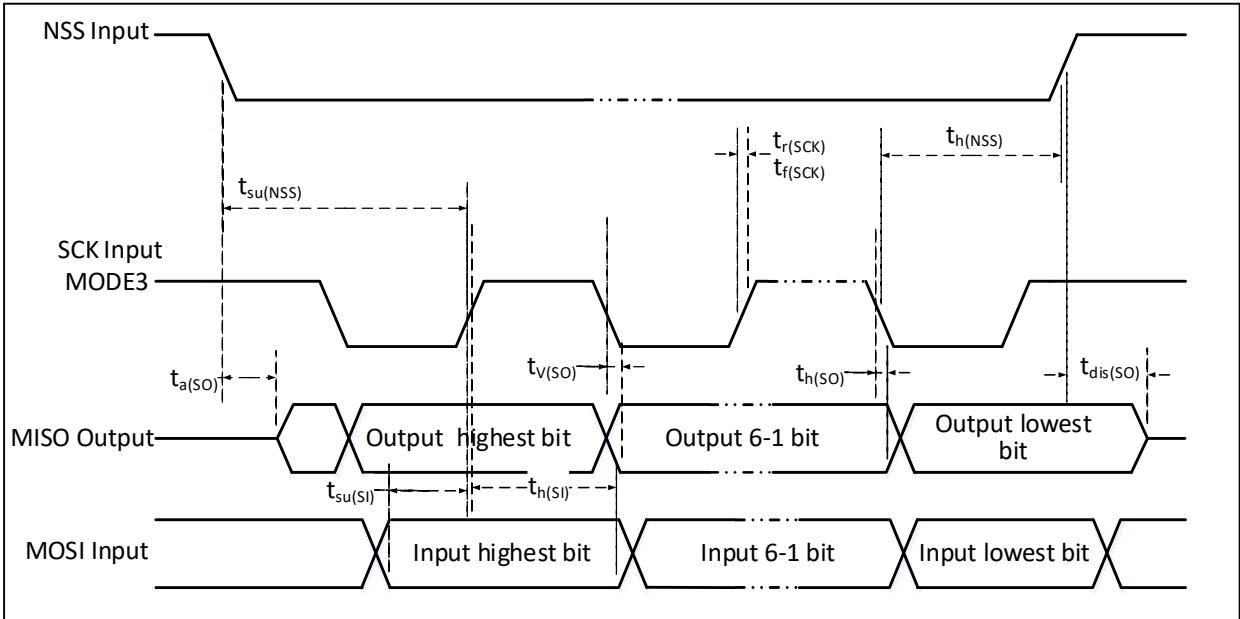 NSS Input
tr(SCK)
tf(SCK)
th(NSS)
tsu(NSS)
SCK Input
MODE3
ta(SO)
tV(SO)
th(SO)
tdis(SO)
MISO Output
Output highest bit
Output 6-1 bit
Output lowest
bit
tsu(SI)
th(SI)
MOSI Input
Input highest bit
Input 6-1 bit
Input lowest bit